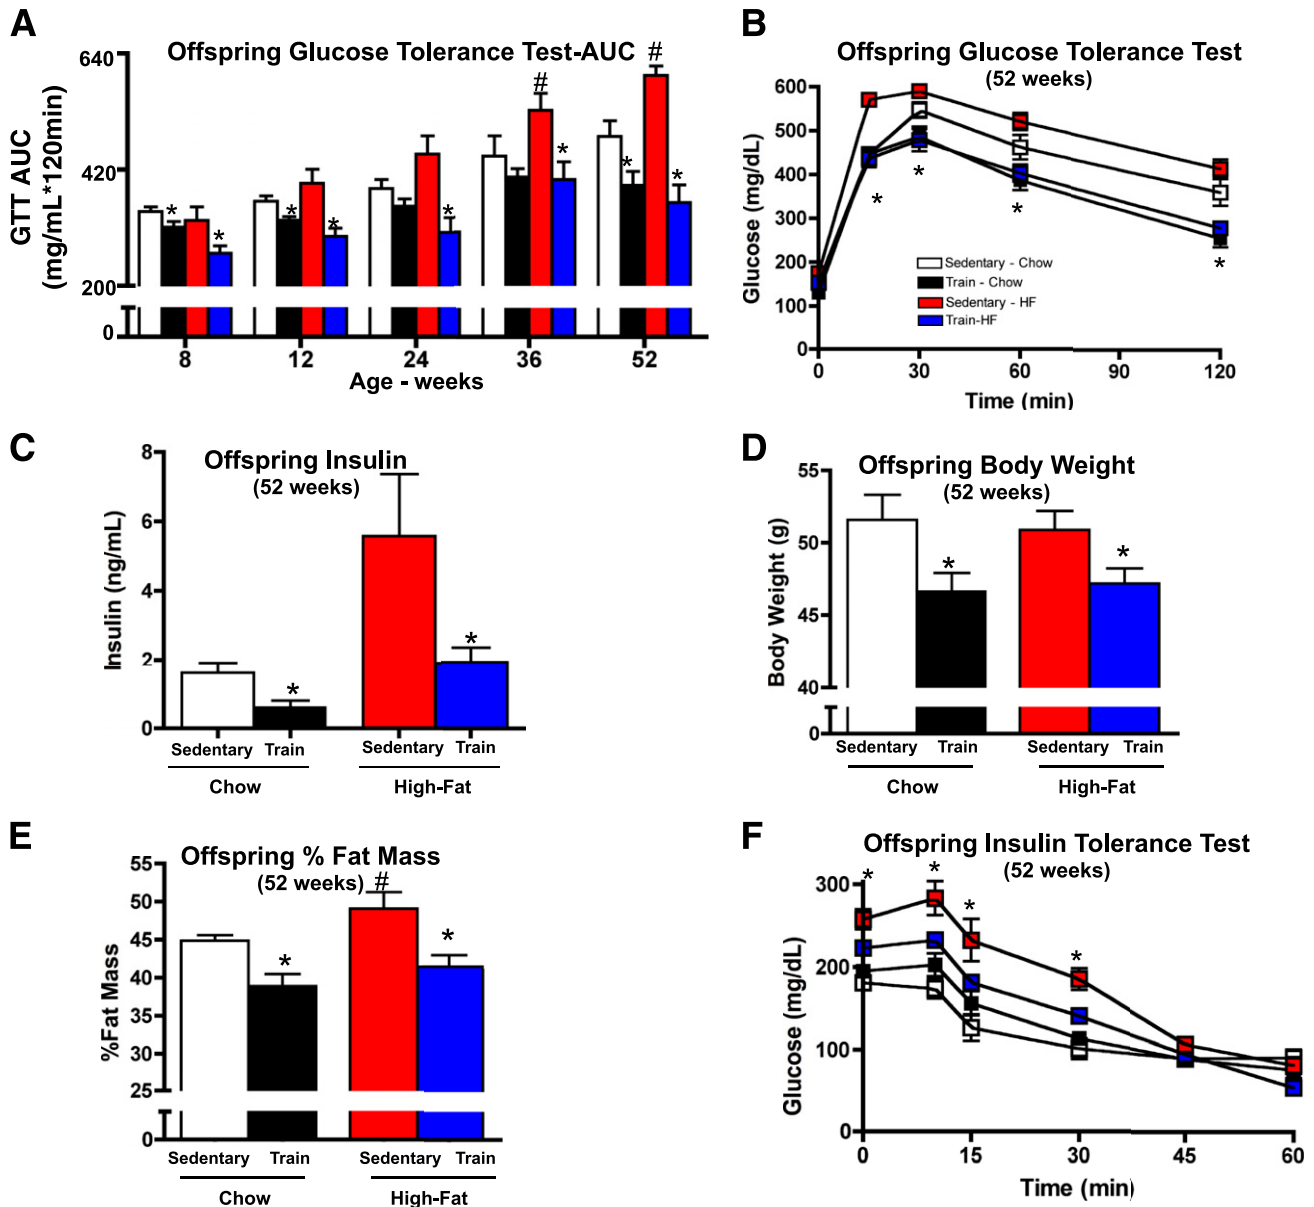 A
Offspring Glucose Tolerance Test-AUC
GTT AUC
(mg/mL*120min)
640
420
200
0
* * * * * # * * # *
8 12 24 36 52
Age - weeks
B
Offspring Glucose Tolerance Test
(52 weeks)
Glucose (mg/dL)
600
500
400
300
200
100
0
* * * *
Sedentary - Chow
Train - Chow
Sedentary - HF
Train-HF
0 30 60 90 120
Time (min)
C
Offspring Insulin
(52 weeks)
Insulin (ng/mL)
8
6
4
2
0
* *
Sedentary Train Sedentary Train
Chow High-Fat
D
Offspring Body Weight
(52 weeks)
Body Weight (g)
55
50
45
40
0
* *
Sedentary Train Sedentary Train
Chow High-Fat
E
Offspring % Fat Mass
(52 weeks) #
%Fat Mass
55
50
45
40
35
30
25
0
* *
Sedentary Train Sedentary Train
Chow High-Fat
F
Offspring Insulin Tolerance Test
(52 weeks)
Glucose (mg/dL)
300
200
100
0
* * * *
0 15 30 45 60
Time (min)